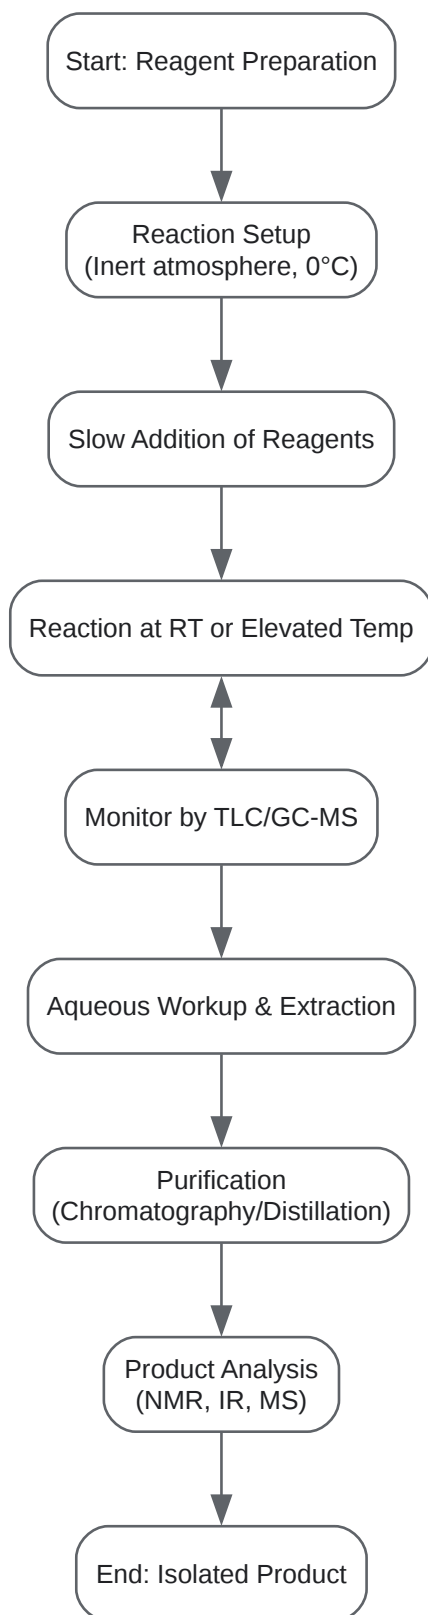 Start: Reagent Preparation
Reaction Setup
(Inert atmosphere, 0°C)
Slow Addition of Reagents
Reaction at RT or Elevated Temp
Monitor by TLC/GC-MS
Aqueous Workup & Extraction
Purification
(Chromatography/Distillation)
Product Analysis
(NMR, IR, MS)
End: Isolated Product